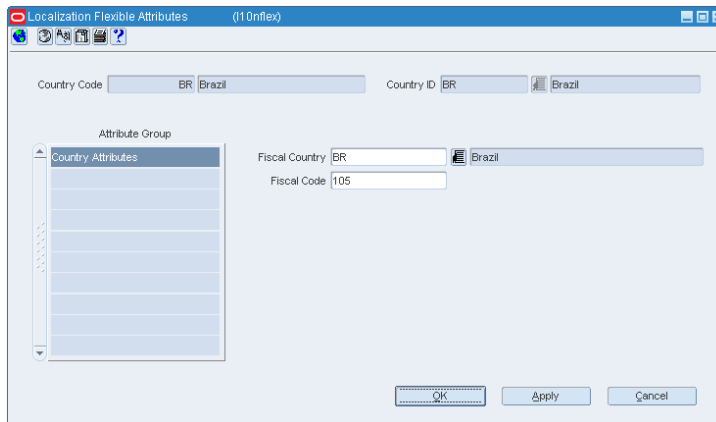 Localization Flexible Attributes (l10nflex)
Country Code BR Brazil Country ID BR Brazil
Attribute Group
Country Attributes
Fiscal Country BR Brazil
Fiscal Code 105
OK Apply Cancel